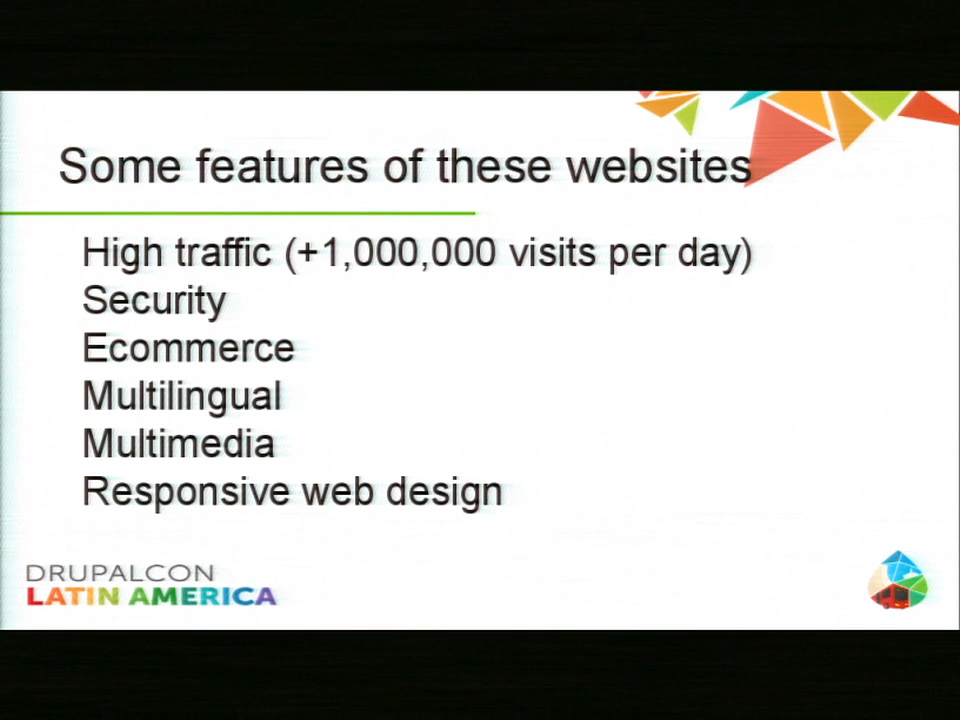 Some features of these websites
High traffic (+1,000,000 visits per day)
Security
Ecommerce
Multilingual
Multimedia
Responsive web design
DRUPALCON
LATIN AMERICA